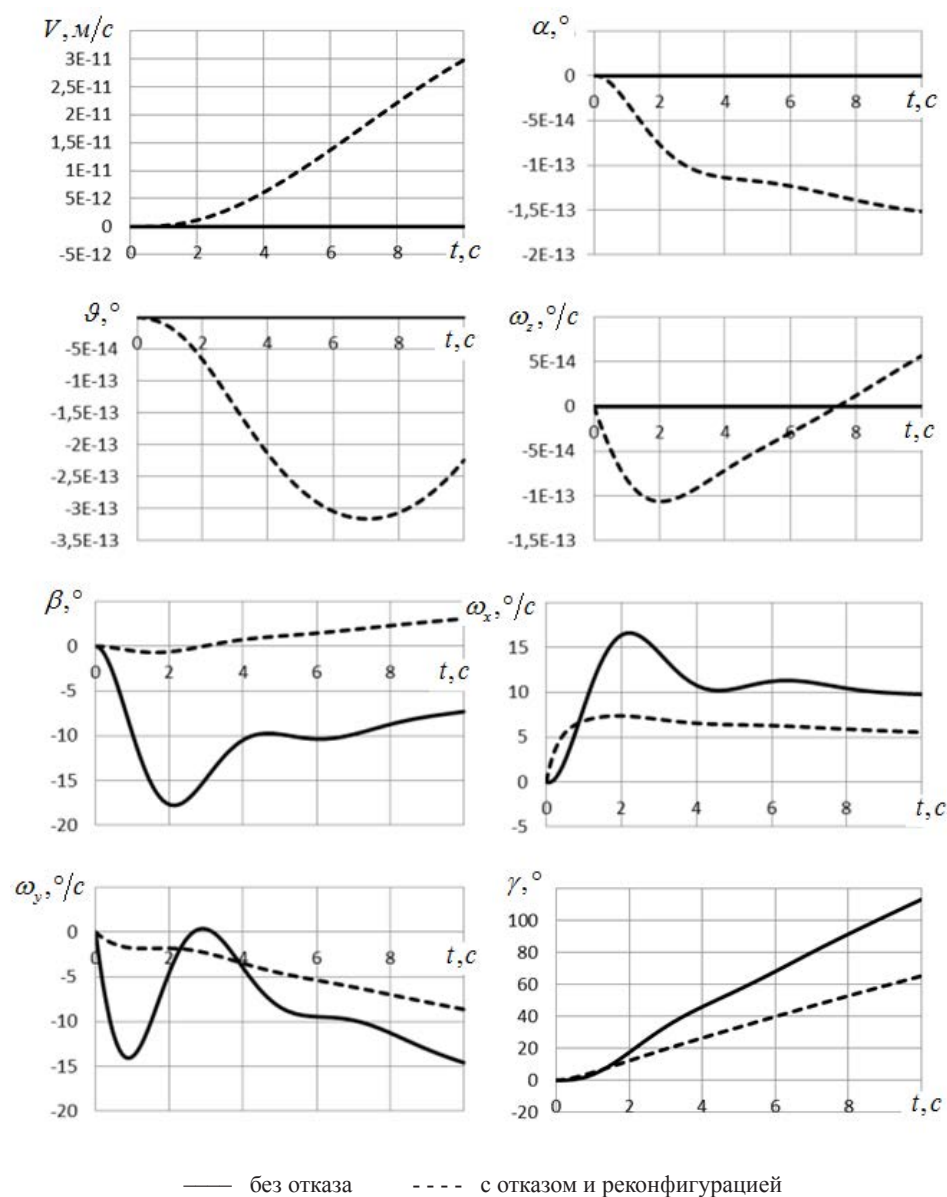 V, м/с
3E-11
2,5E-11
2E-11
1,5E-11
1E-11
5E-12
0
-5E-12
0 2 4 6 8 t, с
α,°
0
-5E-14
-1E-13
-1,5E-13
-2E-13
0 2 4 6 8 t, с
ϑ,°
-5E-14
-1E-13
-1,5E-13
-2E-13
-2,5E-13
-3E-13
-3,5E-13
0 2 4 6 8 t, с
ω_z,°/с
5E-14
0
-5E-14
-1E-13
-1,5E-13
0 2 4 6 8 t, с
β,°
0
-5
-10
-15
-20
0 2 4 6 8 t, с
ω_x,°/с
15
10
5
0
-5
0 2 4 6 8 t, с
ω_y,°/с
0
-5
-10
-15
-20
0 2 4 6 8 t, с
γ,°
100
80
60
40
20
0
-20
0 2 4 6 8 t, с
—— без отказа ---- с отказом и реконфигурацией